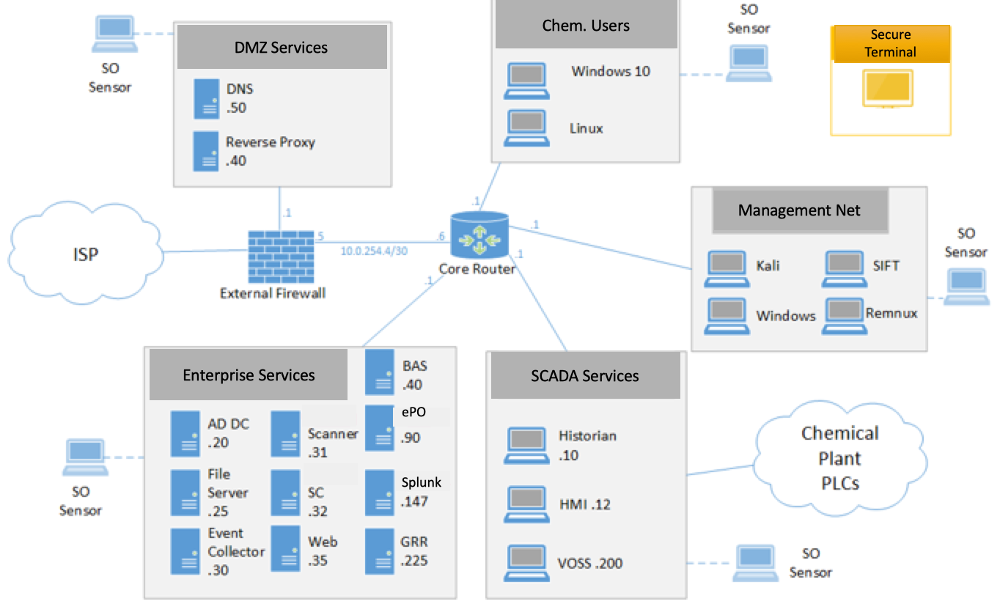 SO
Sensor
DMZ Services
DNS
.50
Reverse Proxy
.40
Chem. Users
Windows 10
Linux
SO
Sensor
Secure
Terminal
ISP
.1
.5
10.0.254.4/30
.6
External Firewall
.1
.1
.1
.1
Core Router
Management Net
Kali
SIFT
Windows
Remnux
SO
Sensor
Enterprise Services
BAS
.40
AD DC
.20
Scanner
.31
ePO
.90
File
Server
.25
SC
.32
Splunk
.147
Event
Collector
.30
Web
.35
GRR
.225
SO
Sensor
SCADA Services
Historian
.10
HMI .12
VOSS .200
Chemical
Plant
PLCs
SO
Sensor